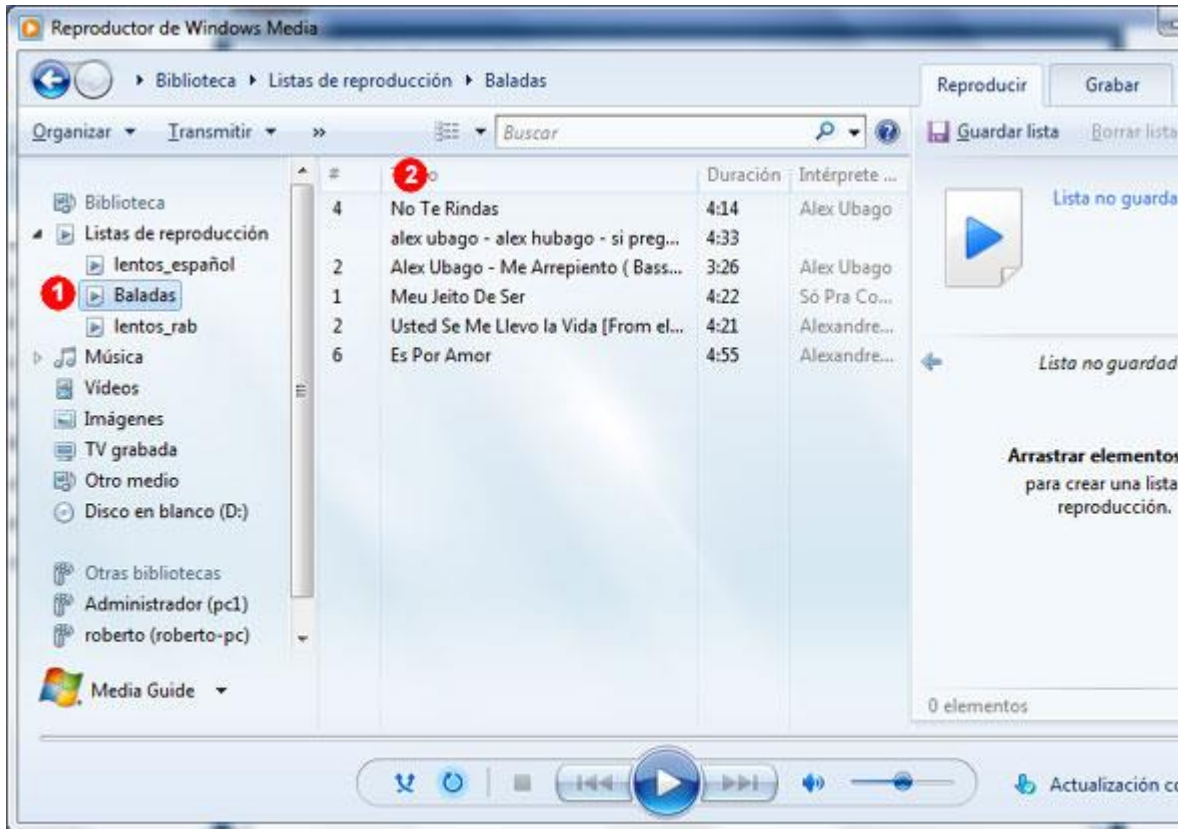 Reproductor de Windows Media
Biblioteca Listas de reproducción Baladas
Reproducir Grabar
Organizar Transmitir » Buscar
Guardar lista Borrar lista
Biblioteca
Listas de reproducción
lentos_español
1 Baladas
lentos_rab
Música
Vídeos
Imágenes
TV grabada
Otro medio
Disco en blanco (D:)
Otras bibliotecas
Administrador (pc1)
roberto (roberto-pc)
Media Guide
# 2 Duración Intérprete ...
4 No Te Rindas 4:14 Alex Ubago
alex ubago - alex hubago - si preg... 4:33
2 Alex Ubago - Me Arrepiento ( Bass... 3:26 Alex Ubago
1 Meu Jeito De Ser 4:22 Só Pra Co...
2 Usted Se Me Llevo la Vida [From el... 4:21 Alexandre...
6 Es Por Amor 4:55 Alexandre...
Lista no guarda
Lista no guardad
Arrastrar elementos
para crear una lista
reproducción.
0 elementos
Actualización co